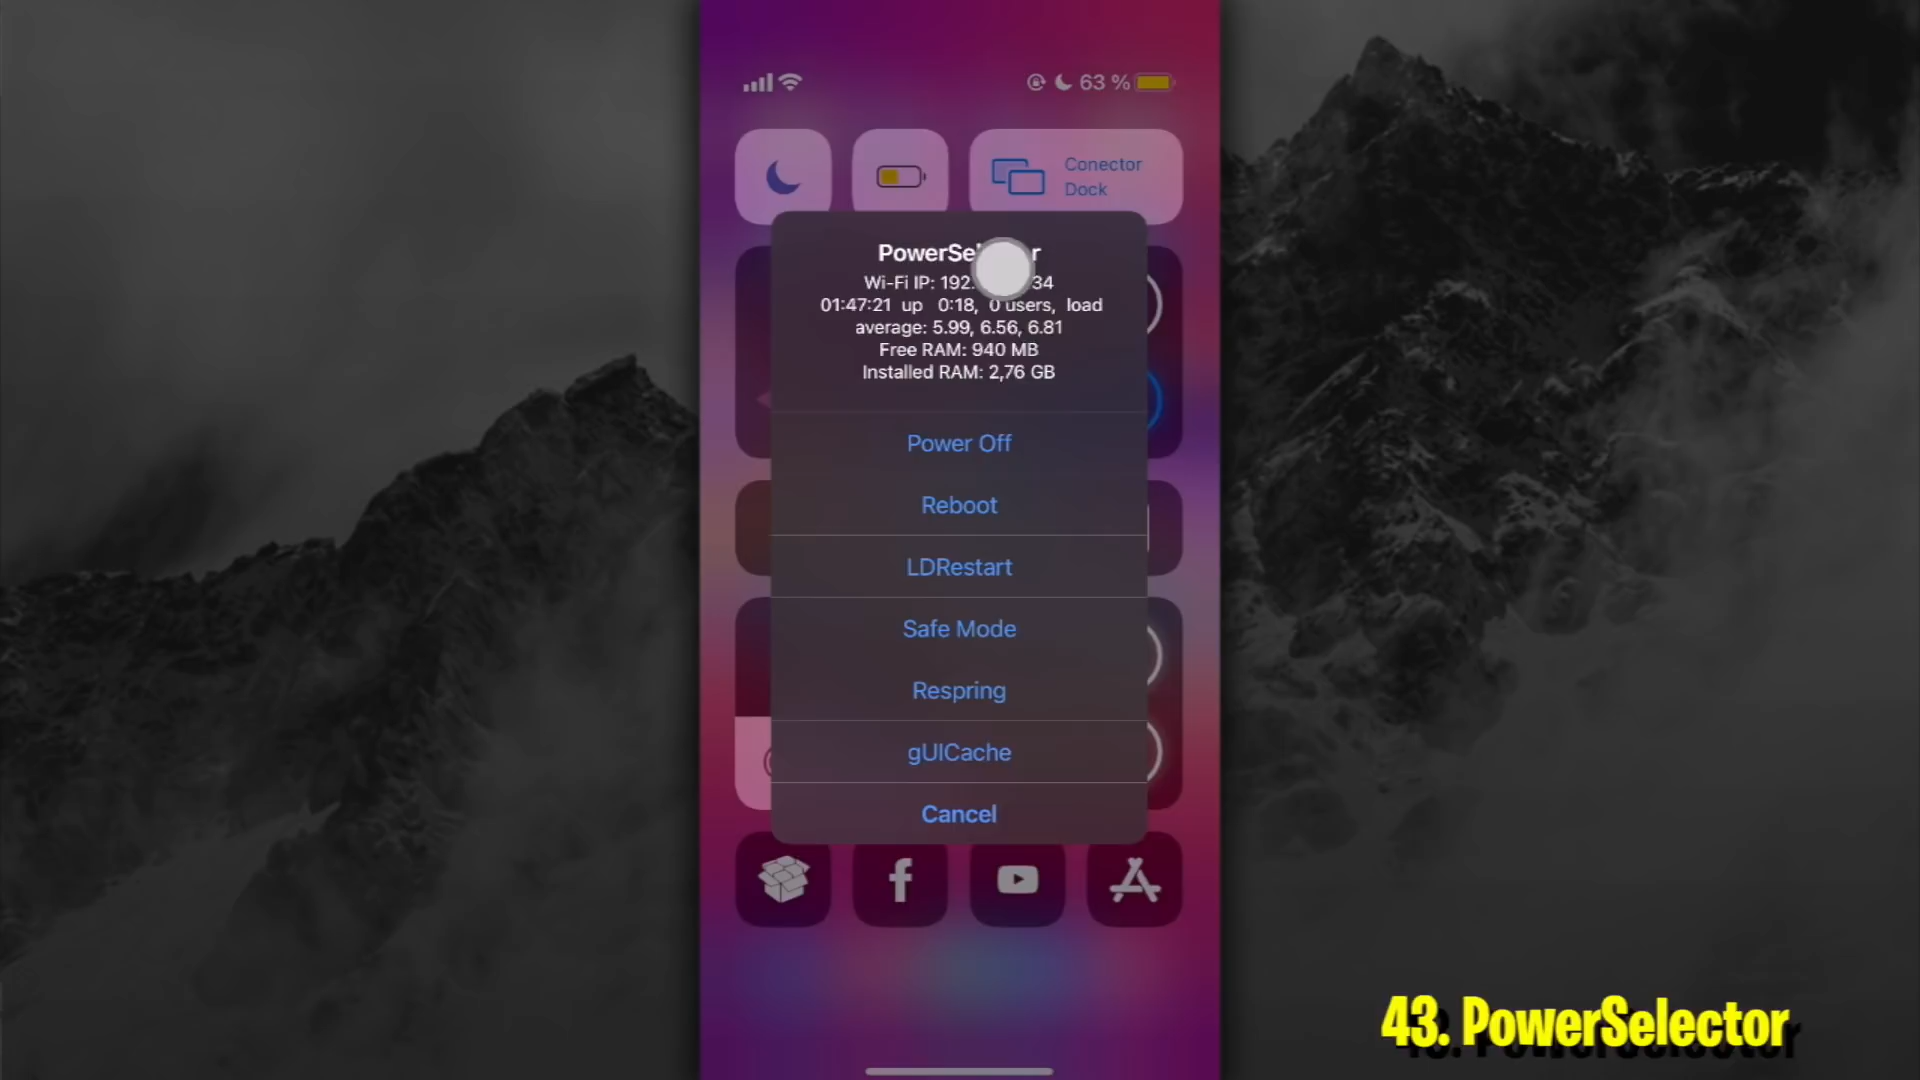 63 %
Conector
Dock
PowerSe r
Wi-Fi IP: 192. 34
01:47:21 up 0:18, 0 users, load
average: 5.99, 6.56, 6.81
Free RAM: 940 MB
Installed RAM: 2,76 GB
Power Off
Reboot
LDRestart
Safe Mode
Respring
gUICache
Cancel
43. PowerSelector